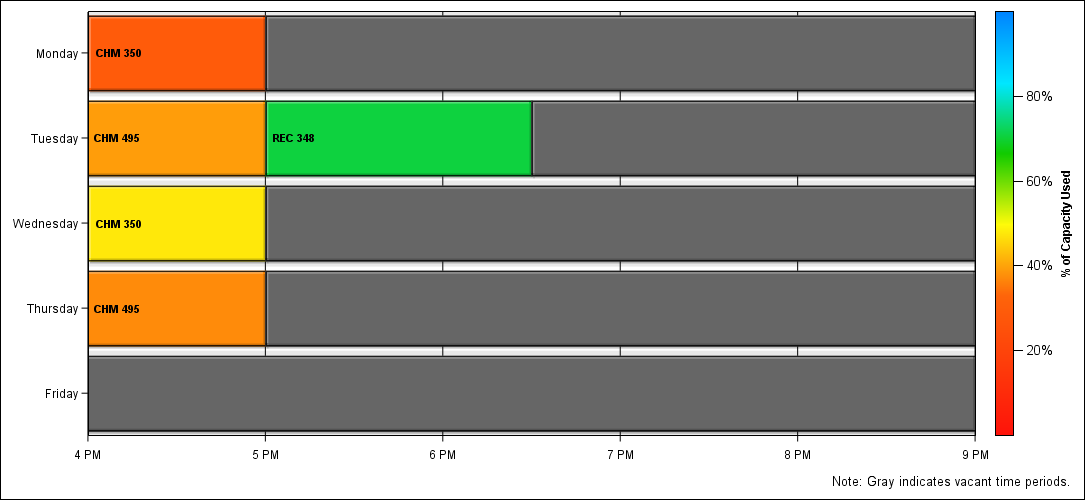 Monday
CHM 350
Tuesday
CHM 495
REC 348
80%
Wednesday
CHM 350
60%
Thursday
CHM 495
40%
Friday
20%
% of Capacity Used
4 PM 5 PM 6 PM 7 PM 8 PM 9 PM
Note: Gray indicates vacant time periods.